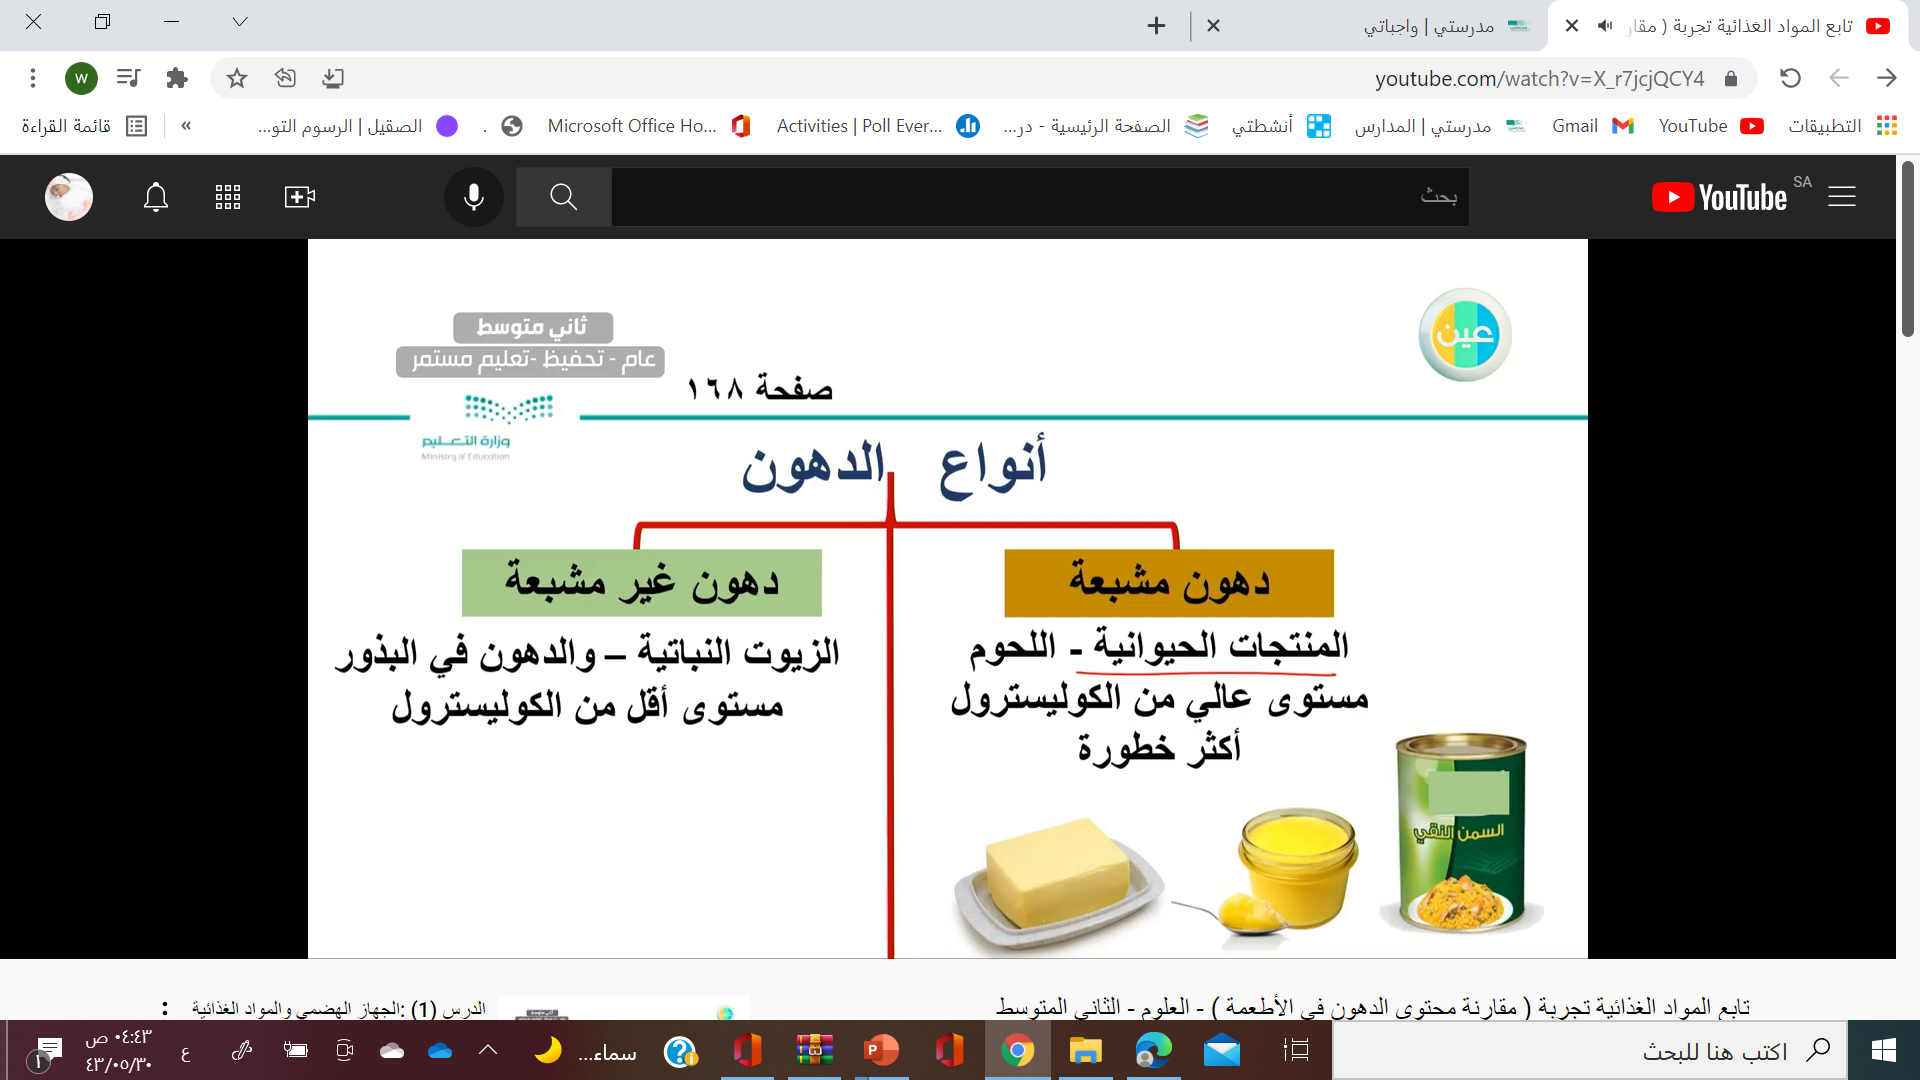 تابع المواد الغذائية تجربة ( مقار
مدرستي | واجباتي
youtube.com/watch?v=X_r7jcjQCY4
W
التطبيقات
YouTube
Gmail
مدرستي | المدارس
أنشطتي
الصفحة الرئيسية - در...
Activities | Poll Ever...
Microsoft Office Ho...
.
الصقيل | الرسوم التو...
»
قائمة القراءة
YouTube SA
بحث
عين
ثاني متوسط
عام - تحفيظ -تعليم مستمر
صفحة ١٦٨
وزارة التعليم
Ministry of Education
أنواع الدهون
دهون مشبعة
المنتجات الحيوانية - اللحوم
مستوى عالي من الكوليسترول
أكثر خطورة
السمن النقي
دهون غير مشبعة
الزيوت النباتية – والدهون في البذور
مستوى أقل من الكوليسترول
تابع المواد الغذائية تجربة ( مقارنة محتوى الدهون في الأطعمة ) - العلوم - الثاني المتوسط
الدرس (1) :الجهاز الهضمي والمواد الغذائية
اكتب هنا للبحث
سماء...
ع
٠٤:٤٣ ص
٤٣/٠٥/٣٠
١